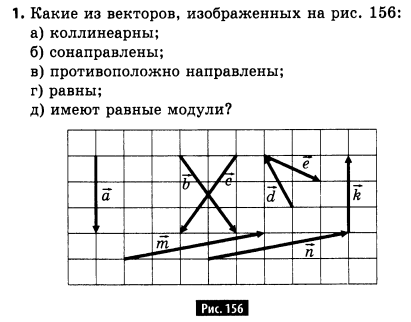 1. Какие из векторов, изображенных на рис. 156:
а) коллинеарны;
б) сонаправлены;
в) противоположно направлены;
г) равны;
д) имеют равные модули?
a
b
c
d
e
k
m
n
Рис. 156